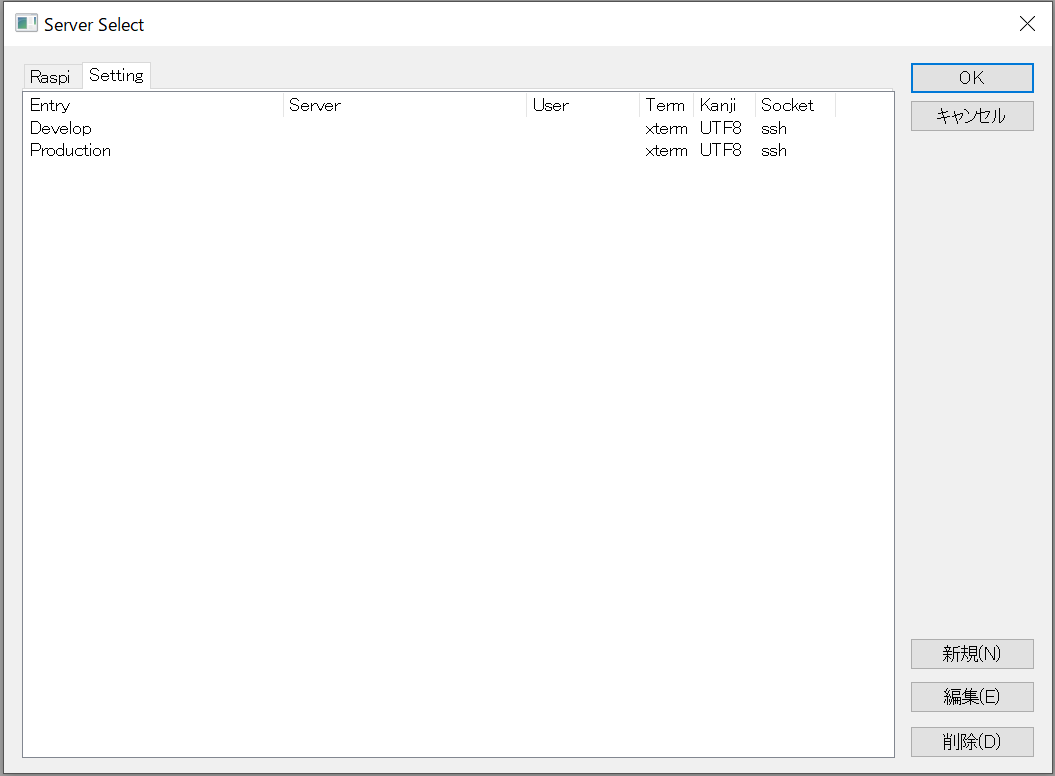 Server Select
Raspi Setting
OK
キャンセル
Entry Server User Term Kanji Socket
Develop xterm UTF8 ssh
Production xterm UTF8 ssh
新規(N)
編集(E)
削除(D)